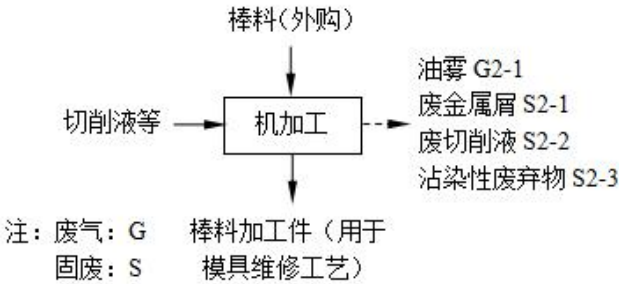 棒料(外购)
油雾 G2-1
废金属屑 S2-1
切削液等
机加工
废切削液 S2-2
沾染性废弃物 S2-3
注：废气：G
固废：S
棒料加工件（用于
模具维修工艺）